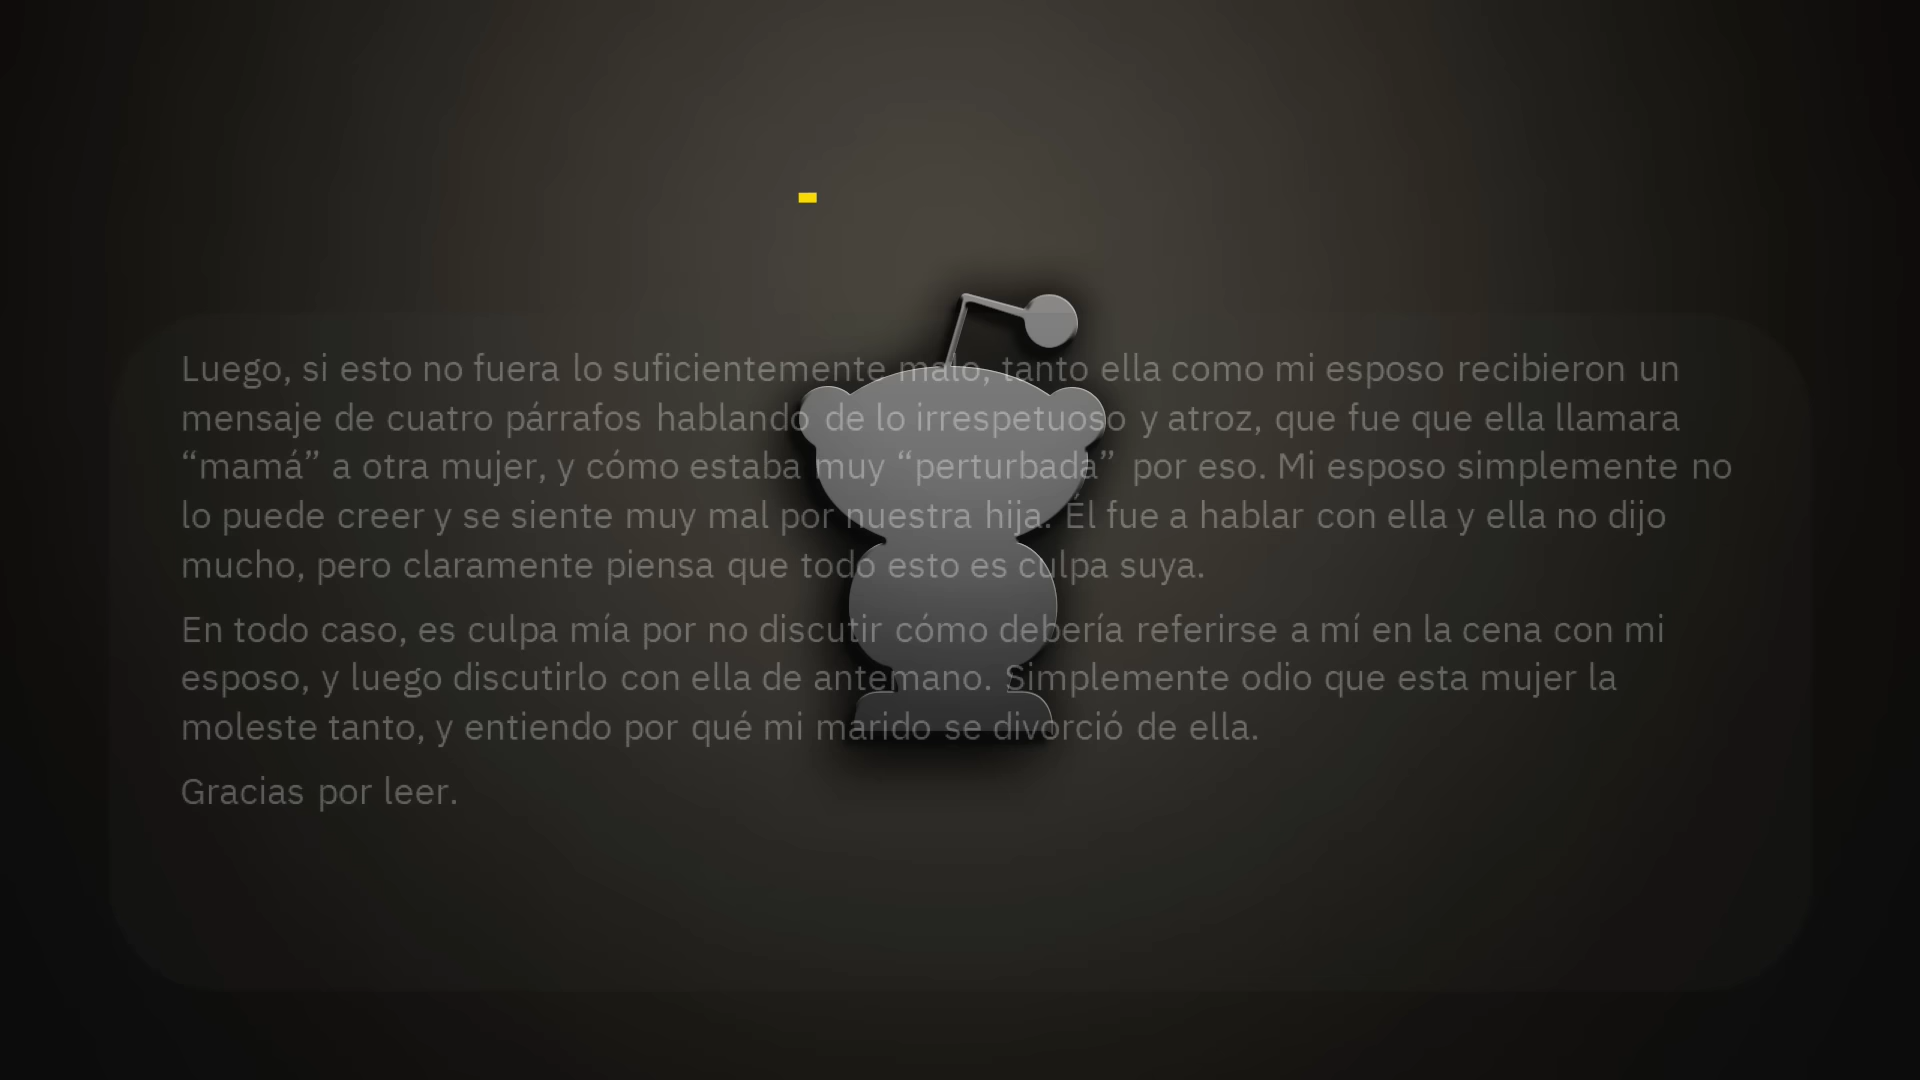 Luego, si esto no fuera lo suficientemente malo, tanto ella como mi esposo recibieron un
mensaje de cuatro párrafos hablando de lo irrespetuoso y atroz, que fue que ella llamara
“mamá” a otra mujer, y cómo estaba muy “perturbada” por eso. Mi esposo simplemente no
lo puede creer y se siente muy mal por nuestra hija. Él fue a hablar con ella y ella no dijo
mucho, pero claramente piensa que todo esto es culpa suya.
En todo caso, es culpa mía por no discutir cómo debería referirse a mí en la cena con mi
esposo, y luego discutirlo con ella de antemano. Simplemente odio que esta mujer la
moleste tanto, y entiendo por qué mi marido se divorció de ella.
Gracias por leer.